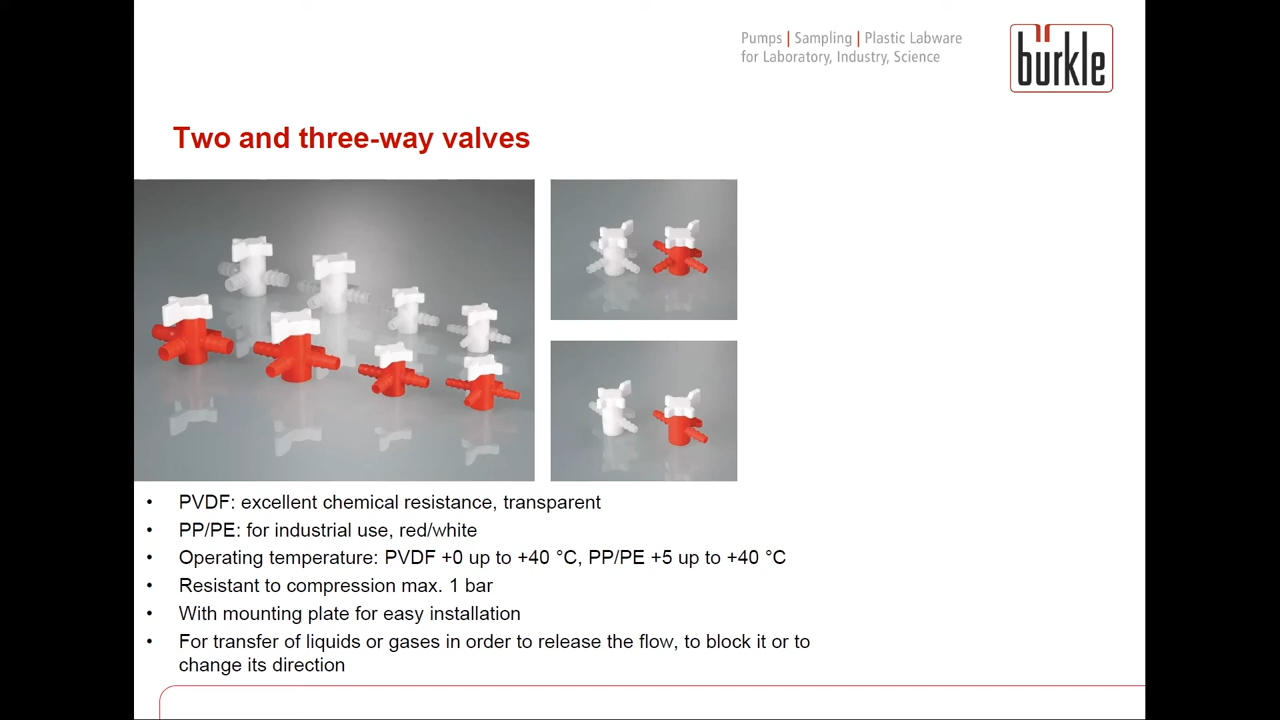 Pumps | Sampling | Plastic Labware
for Laboratory, Industry, Science
bürkle
Two and three-way valves
• PVDF: excellent chemical resistance, transparent
• PP/PE: for industrial use, red/white
• Operating temperature: PVDF +0 up to +40 °C, PP/PE +5 up to +40 °C
• Resistant to compression max. 1 bar
• With mounting plate for easy installation
• For transfer of liquids or gases in order to release the flow, to block it or to
change its direction